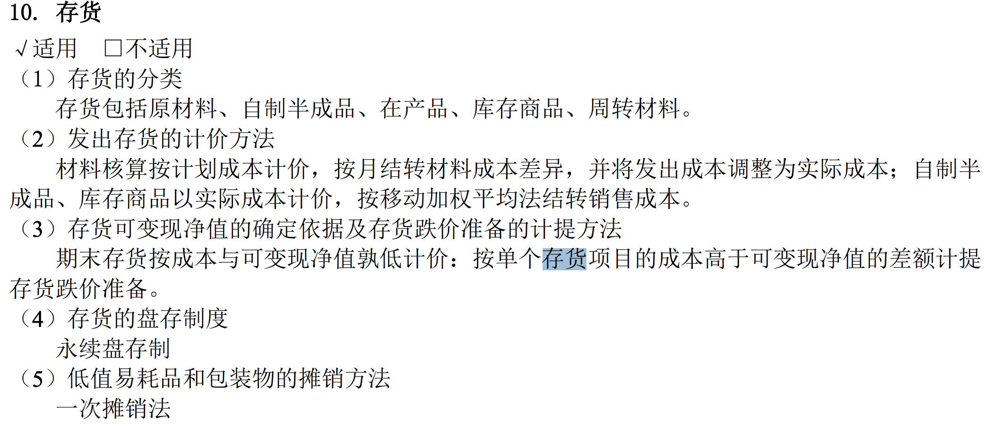 10. 存货
√适用 □不适用
（1）存货的分类
存货包括原材料、自制半成品、在产品、库存商品、周转材料。
（2）发出存货的计价方法
材料核算按计划成本计价，按月结转材料成本差异，并将发出成本调整为实际成本；自制半
成品、库存商品以实际成本计价，按移动加权平均法结转销售成本。
（3）存货可变现净值的确定依据及存货跌价准备的计提方法
期末存货按成本与可变现净值孰低计价：按单个存货项目的成本高于可变现净值的差额计提
存货跌价准备。
（4）存货的盘存制度
永续盘存制
（5）低值易耗品和包装物的摊销方法
一次摊销法